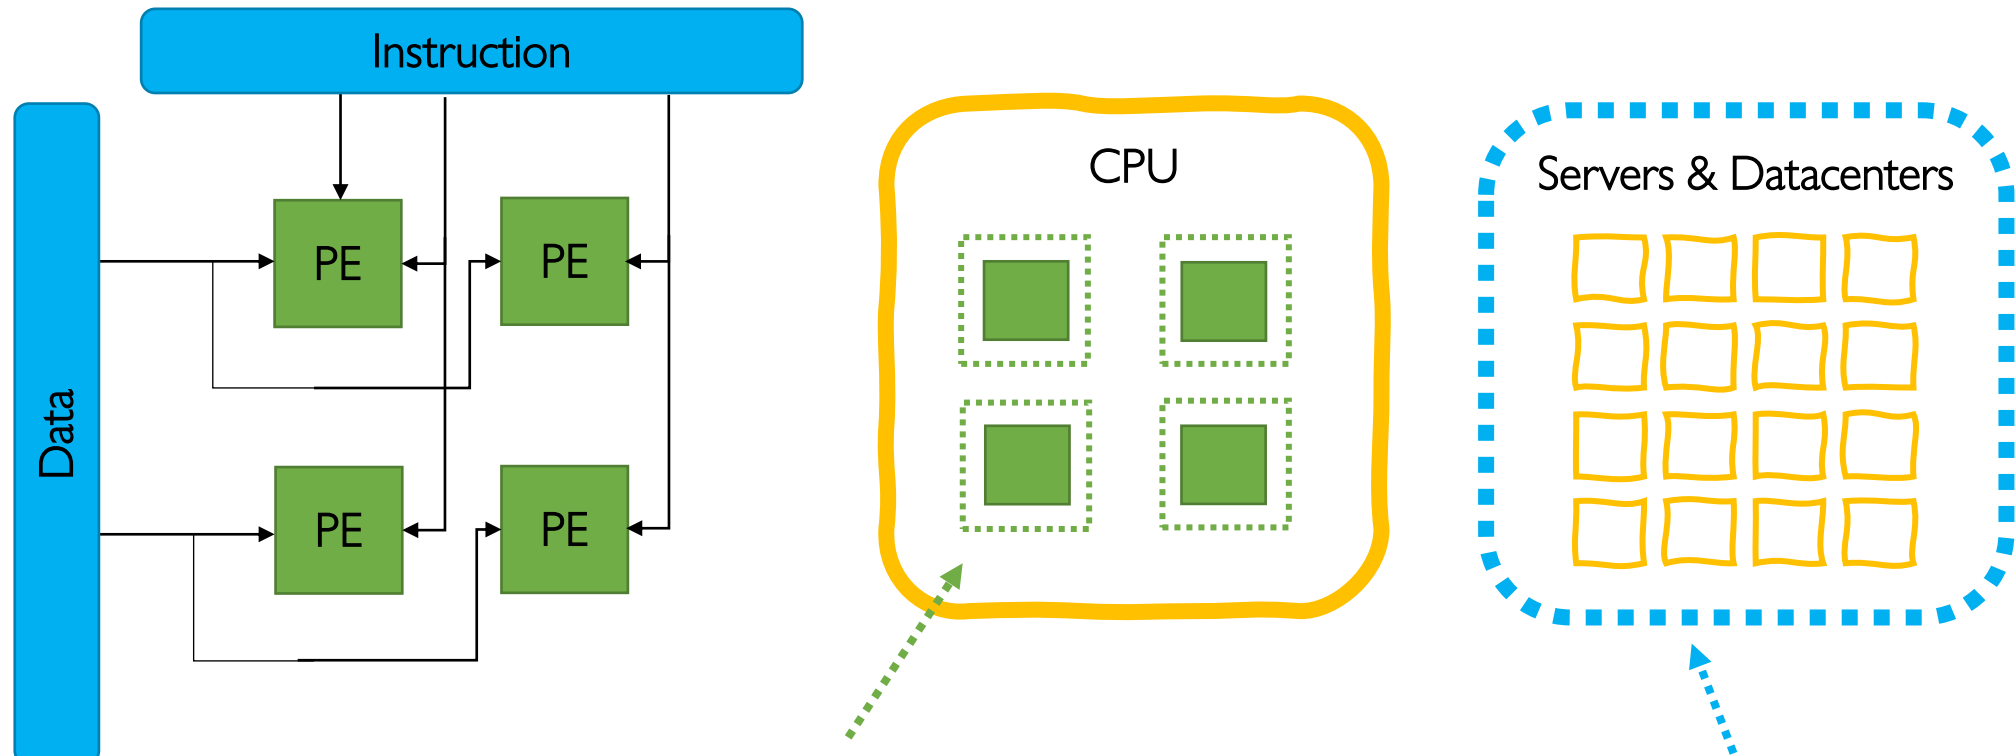 Instruction
Data
PE
PE
PE
PE
CPU
Servers & Datacenters